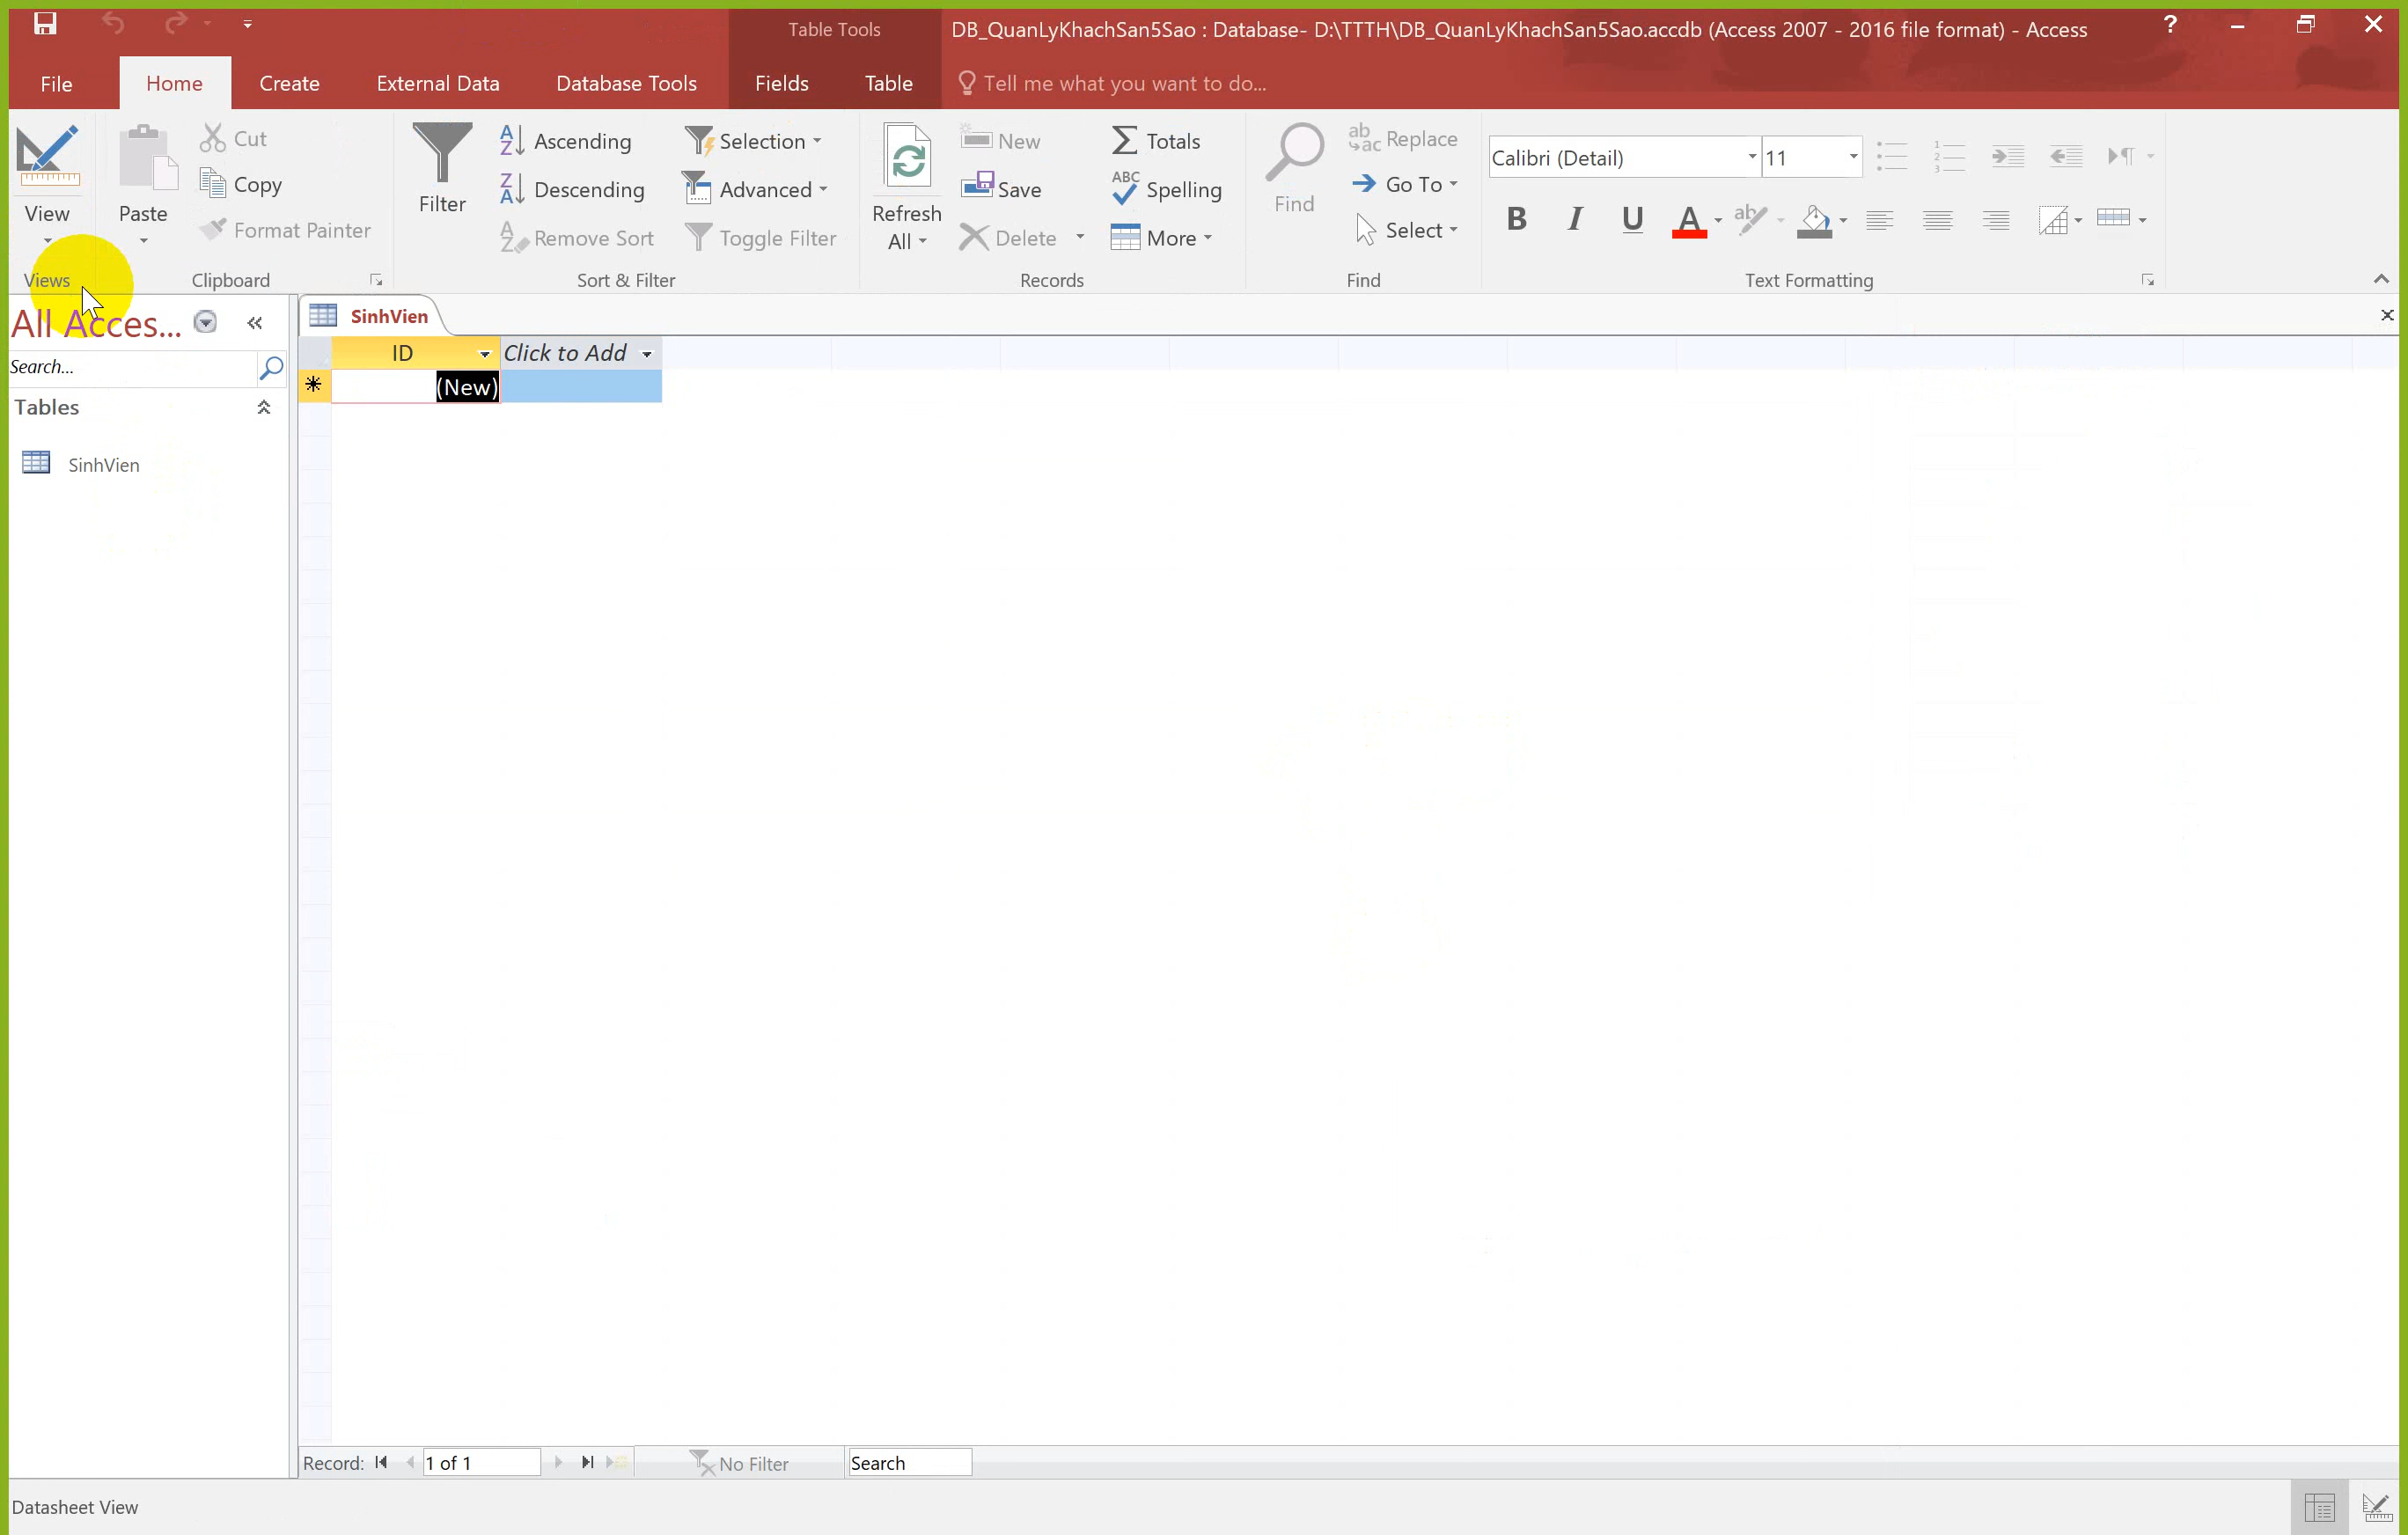 Table Tools
DB_QuanLyKhachSan5Sao : Database- D:\TTTH\DB_QuanLyKhachSan5Sao.accdb (Access 2007 - 2016 file format) - Access
?
File Home Create External Data Database Tools Fields Table Tell me what you want to do...
View
Views
Paste
Cut
Copy
Format Painter
Clipboard
Filter
Ascending
Descending
Remove Sort
Selection
Advanced
Toggle Filter
Sort & Filter
Refresh
All
New
Save
Delete
Totals
Spelling
More
Records
Find
Replace
Go To
Select
Find
Calibri (Detail) 11
B I U A
Text Formatting
All Acces...
Search...
Tables
SinhVien
SinhVien
ID Click to Add
(New)
Record: 1 of 1 No Filter Search
Datasheet View